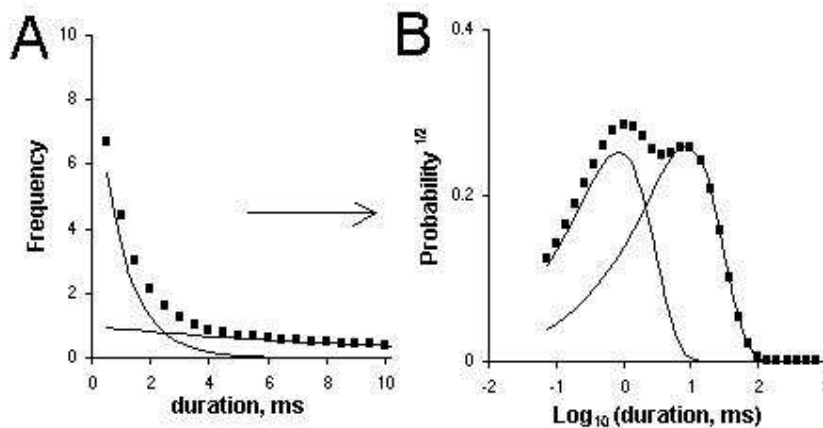 A
B
10
8
6
4
2
0
Frequency
0 2 4 6 8 10
duration, ms
0.4
0.2
0
Probability 1/2
-2 -1 0 1 2 3
Log10 (duration, ms)